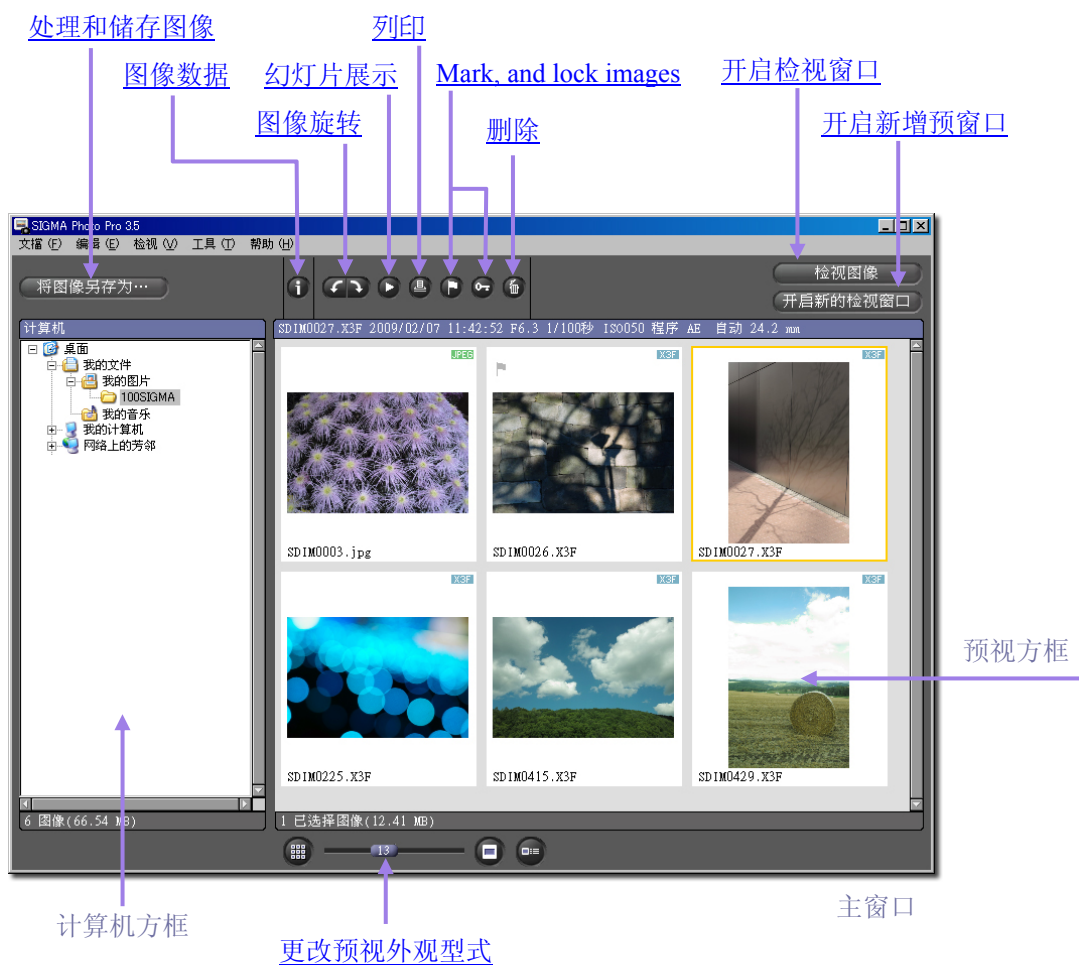 处理和储存图像
列印
图像数据
幻灯片展示
Mark, and lock images
开启检视窗口
图像旋转
删除
开启新增预窗口
SIGMA Photo Pro 3.5
文檔 (F) 编辑 (E) 检视 (V) 工具 (T) 帮助 (H)
将图像另存为…
检视图像
开启新的检视窗口
计算机
SDIM0027.X3F 2009/02/07 11:42:52 F6.3 1/100秒 ISO050 程序 AE 自动 24.2 mm
桌面
我的文件
我的图片
100SIGMA
我的音乐
我的计算机
网络上的芳邻
JPEG
X3F
X3F
SDIM0003.jpg
SDIM0026.X3F
SDIM0027.X3F
X3F
X3F
X3F
SDIM0225.X3F
SDIM0415.X3F
SDIM0429.X3F
预视方框
6 图像(66.54 MB)
1 已选择图像(12.41 MB)
13
主窗口
计算机方框
更改预视外观型式